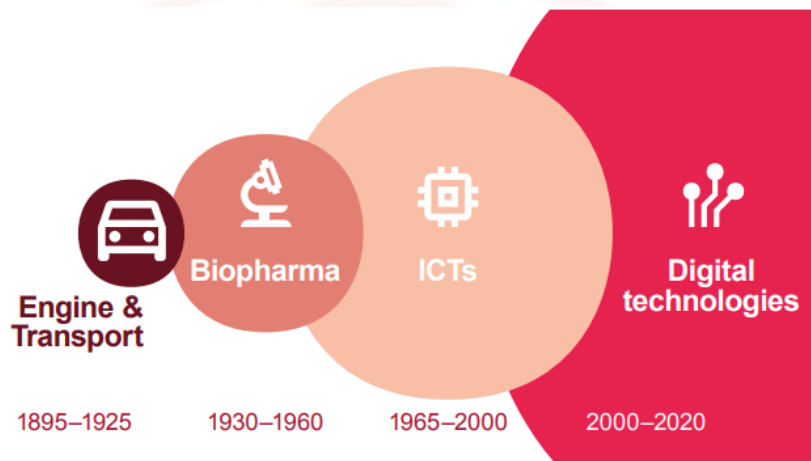 Engine &
Transport
Biopharma
ICTs
Digital
technologies
1895–1925
1930–1960
1965–2000
2000–2020